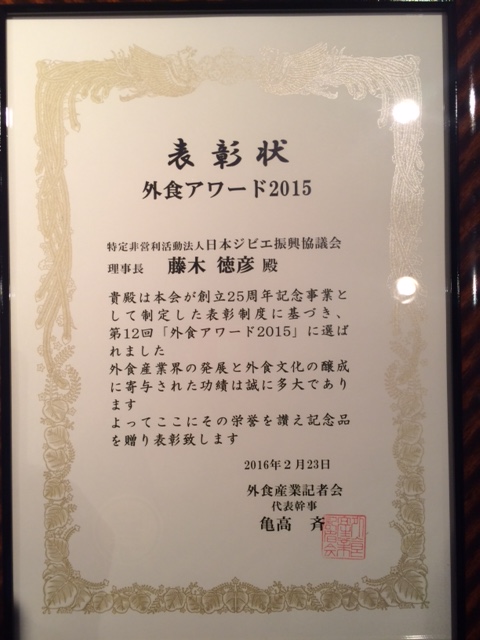 表彰状
外食アワード2015
特定非営利活動法人日本ジビエ振興協議会
理事長 藤木 徳彦 殿
貴殿は本会が創立25周年記念事業と
して制定した表彰制度に基づき、
第12回「外食アワード2015」に選ば
れました
外食産業界の発展と外食文化の醸成
に寄与された功績は誠に多大であり
ます
よってここにその栄誉を讃え記念品
を贈り表彰致します
2016年2月23日
外食産業記者会
代表幹事
亀高 斉